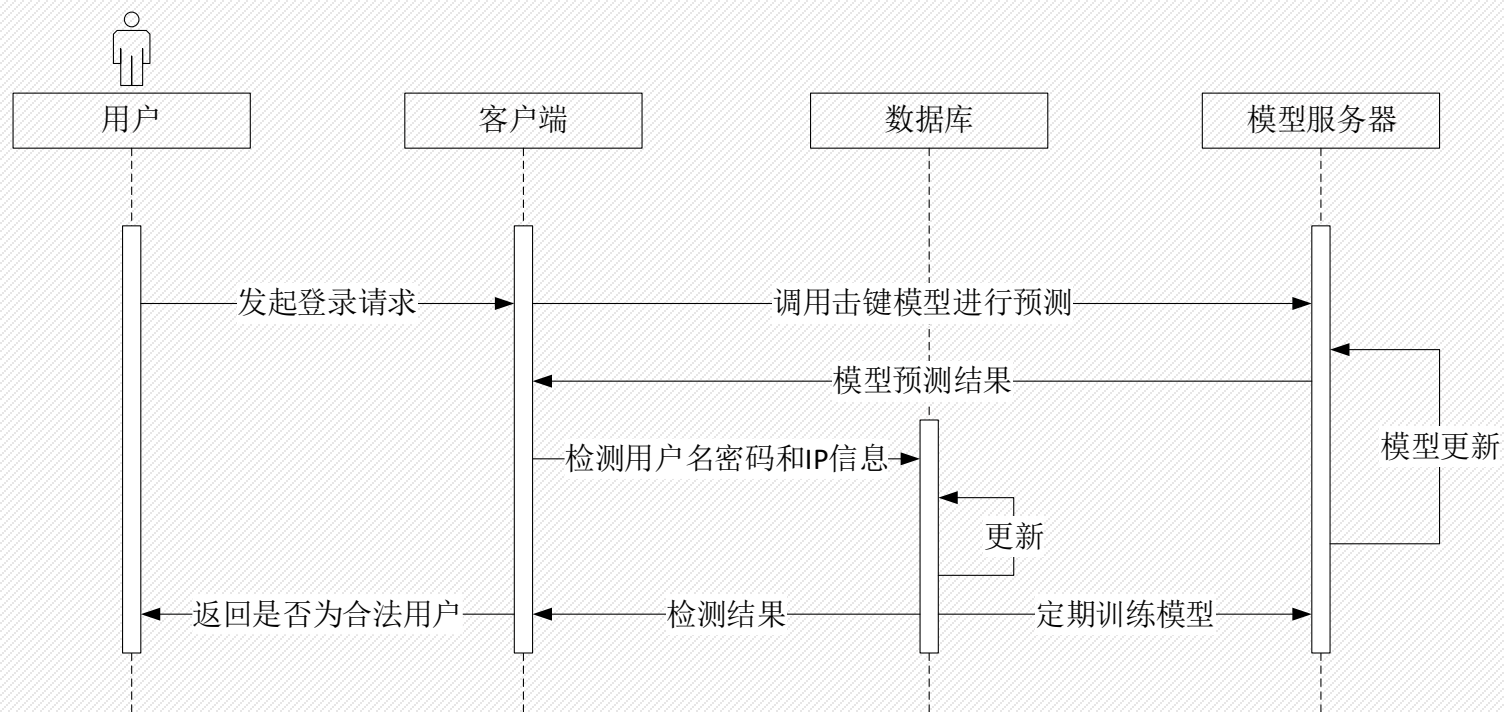 用户
客户端
数据库
模型服务器
发起登录请求
调用击键模型进行预测
模型预测结果
模型更新
检测用户名密码和IP信息
更新
返回是否为合法用户
检测结果
定期训练模型